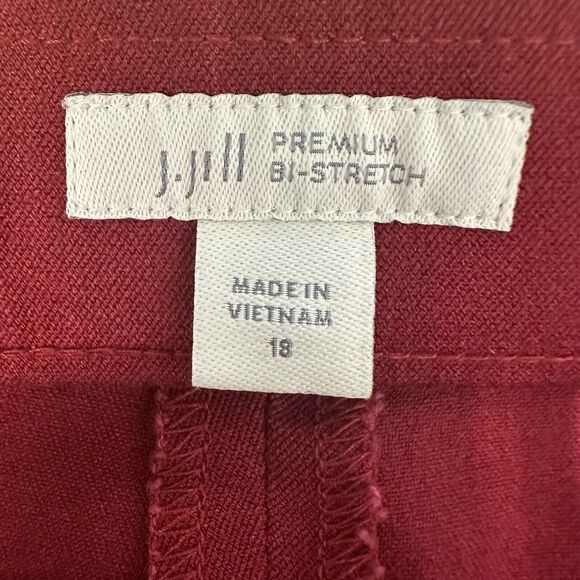 J.Jill PREMIUM
BI-STRETCH
MADE IN
VIETNAM
18